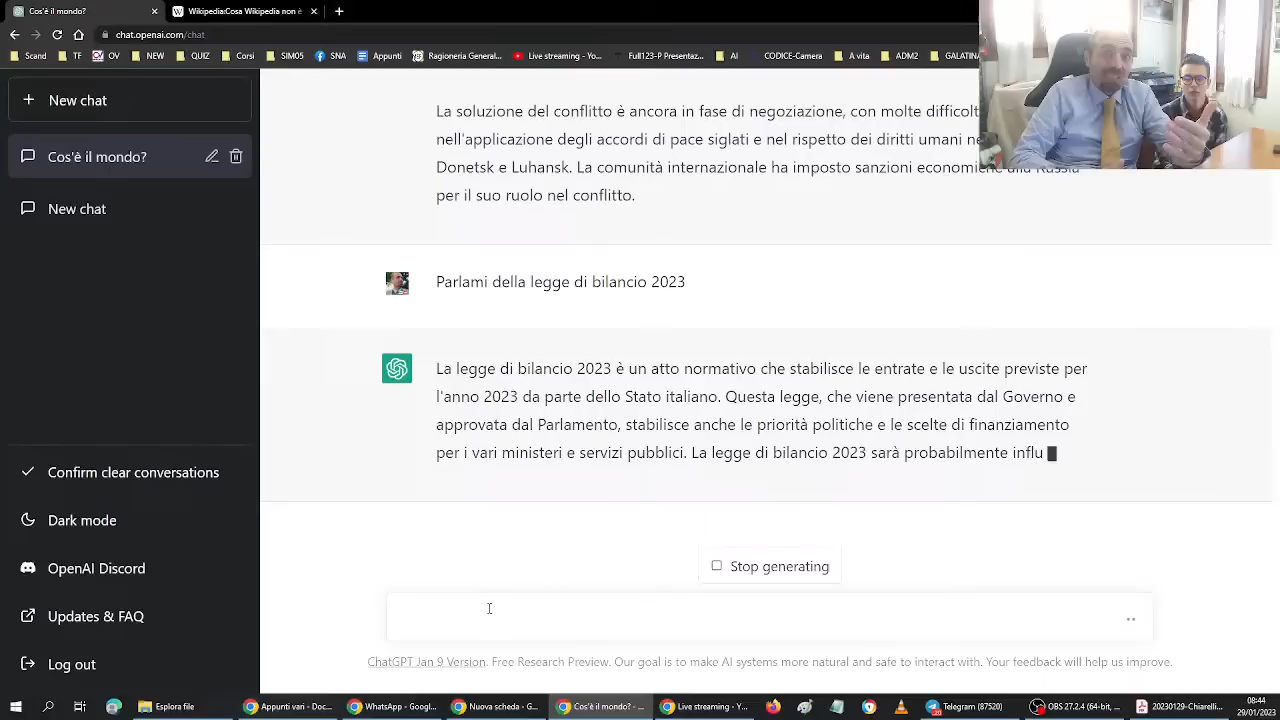 Cos'è il mondo?
Wikipedia:Cosa Wikipedia non è
chat.openai.com/chat
Scand
TF
OV
NEW
QUIZ
Corsi
SIM05
SNA
Appunti
Ragioneria General...
Live streaming - Yo...
Full123-P Presentaz...
AI
CODICE-Camera
A vita
ADM2
GALATINA
New chat
Cos'è il mondo?
New chat
La soluzione del conflitto è ancora in fase di negoziazione, con molte difficolt
nell'applicazione degli accordi di pace siglati e nel rispetto dei diritti umani ne
Donetsk e Luhansk. La comunità internazionale ha imposto sanzioni economiche alla Russia
per il suo ruolo nel conflitto.
Parlami della legge di bilancio 2023
La legge di bilancio 2023 è un atto normativo che stabilisce le entrate e le uscite previste per
l'anno 2023 da parte dello Stato italiano. Questa legge, che viene presentata dal Governo e
approvata dal Parlamento, stabilisce anche le priorità politiche e le scelte di finanziamento
per i vari ministeri e servizi pubblici. La legge di bilancio 2023 sarà probabilmente influ
Confirm clear conversations
Dark mode
OpenAI Discord
Updates & FAQ
Log out
Stop generating
ChatGPT Jan 9 Version. Free Research Preview. Our goal is to make AI systems more natural and safe to interact with. Your feedback will help us improve.
Esplora file
Appunti vari - Doc...
WhatsApp - Googl...
Nuova scheda - G...
Cos'è il mondo? - ...
Live streaming - Y...
Telegram (87520)
OBS 27.2.4 (64-bit, ...
20230129-Chiarelli...
08:44
29/01/2023